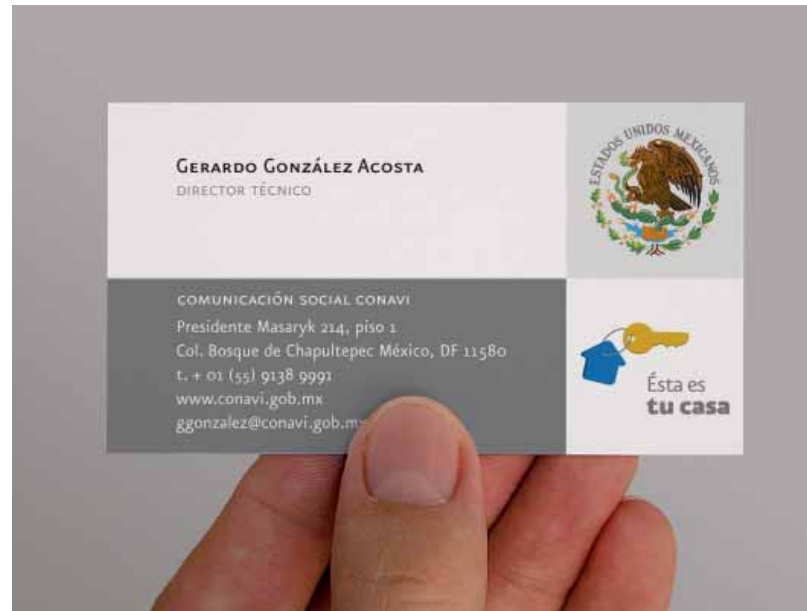 Gerardo González Acosta
DIRECTOR TÉCNICO
ESTADOS UNIDOS MEXICANOS
COMUNICACIÓN SOCIAL CONAVI
Presidente Masaryk 214, piso 1
Col. Bosque de Chapultepec México, DF 11580
t. + 01 (55) 9138 9991
www.conavi.gob.mx
ggonzalez@conavi.gob.mx
Ésta es
tu casa